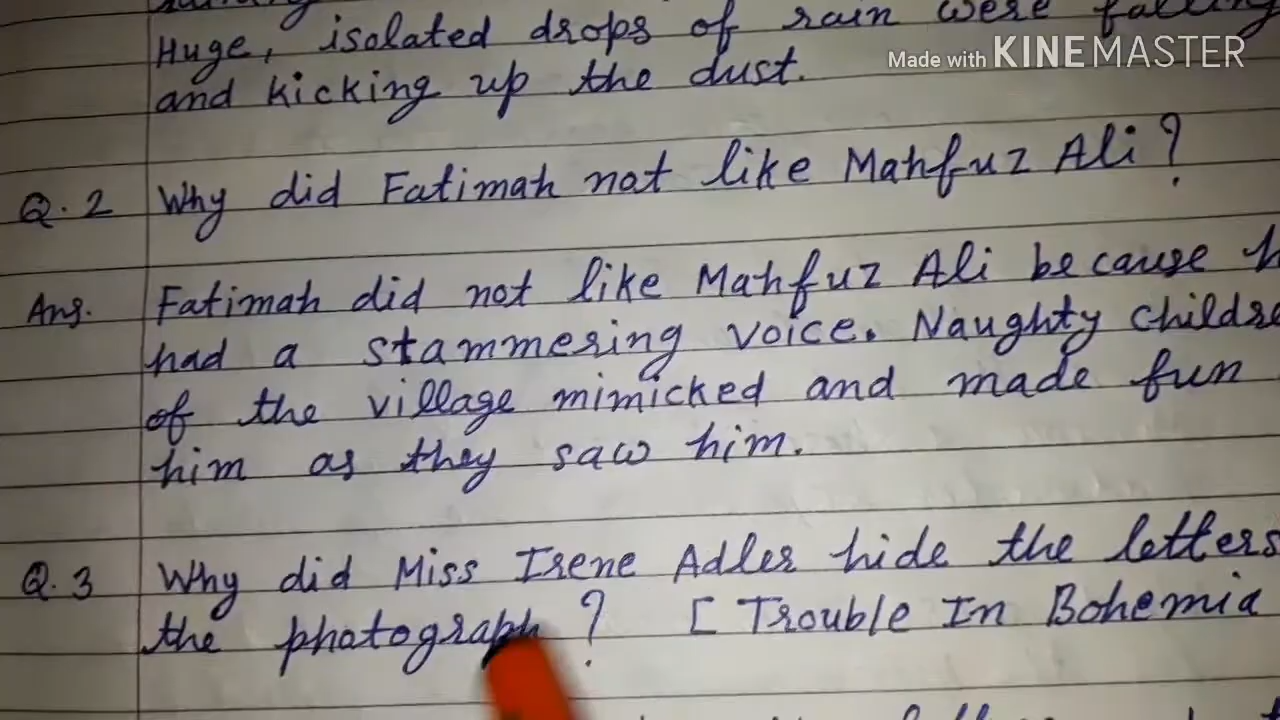 Huge, isolated drops of rain were falling
Made with KINEMASTER
and kicking up the dust.
Q.2 Why did Fatimah not like Mahfuz Ali?
Ans. Fatimah did not like Mahfuz Ali because h
had a stammering voice. Naughty childre
of the village mimicked and made fun
him as they saw him.
Q.3 Why did Miss Irene Adler hide the letters
the photograph? [Trouble In Bohemia